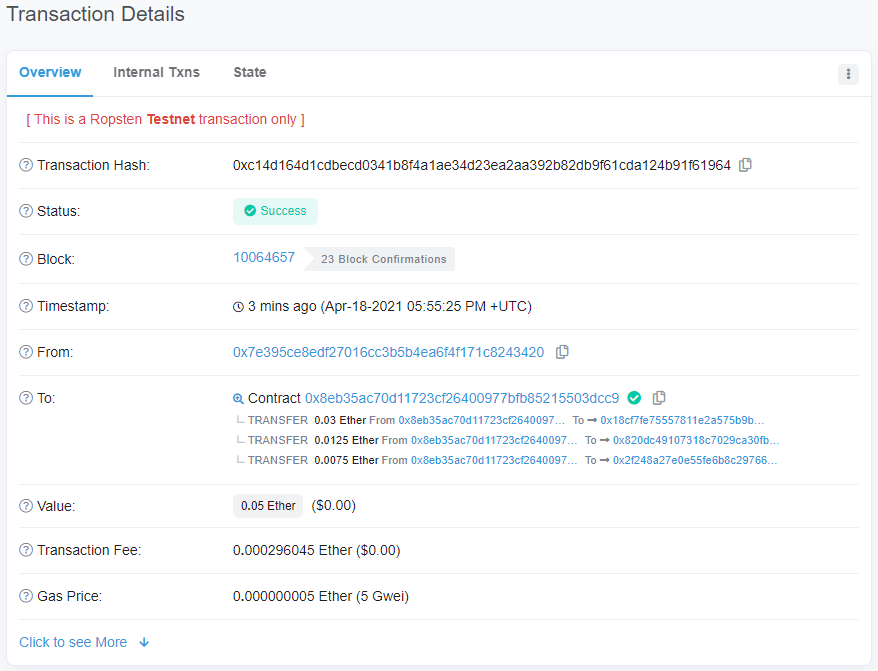 Transaction Details
Overview Internal Txns State
[ This is a Ropsten Testnet transaction only ]
Transaction Hash: 0xc14d164d1cdbecd0341b8f4a1ae34d23ea2aa392b82db9f61cda124b91f61964
Status: Success
Block: 10064657 23 Block Confirmations
Timestamp: 3 mins ago (Apr-18-2021 05:55:25 PM +UTC)
From: 0x7e395ce8edf27016cc3b5b4ea6f4f171c8243420
To: Contract 0x8eb35ac70d11723cf26400977bfb85215503dcc9
TRANSFER 0.03 Ether From 0x8eb35ac70d11723cf2640097... To → 0x18cf7fe75557811e2a575b9b...
TRANSFER 0.0125 Ether From 0x8eb35ac70d11723cf2640097... To → 0x820dc49107318c7029ca30fb...
TRANSFER 0.0075 Ether From 0x8eb35ac70d11723cf2640097... To → 0x2f248a27e0e55fe6b8c29766...
Value: 0.05 Ether ($0.00)
Transaction Fee: 0.000296045 Ether ($0.00)
Gas Price: 0.000000005 Ether (5 Gwei)
Click to see More